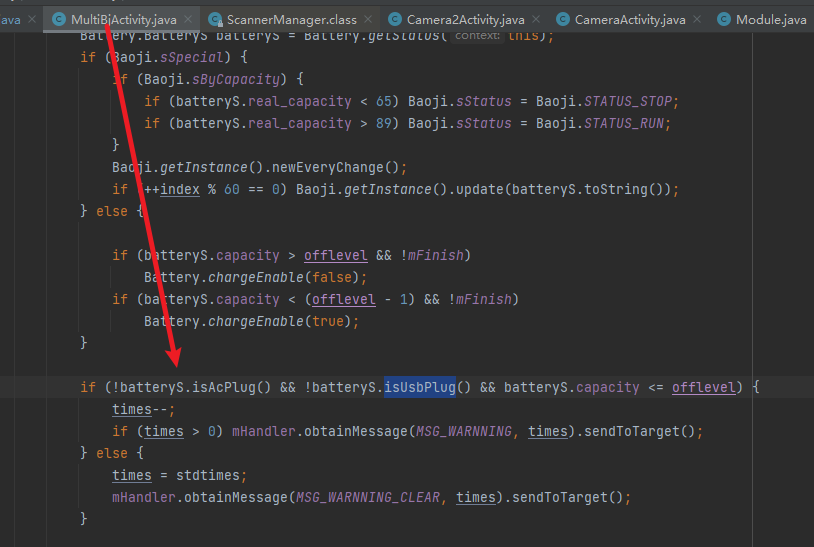 ava MultiBjActivity.java ScannerManager.class Camera2Activity.java CameraActivity.java Module.java
Battery.BatteryS batteryS = Battery.getStatus( context: this);
if (Baoji.sSpecial) {
if (Baoji.sByCapacity) {
if (batteryS.real_capacity < 65) Baoji.sStatus = Baoji.STATUS_STOP;
if (batteryS.real_capacity > 89) Baoji.sStatus = Baoji.STATUS_RUN;
}
Baoji.getInstance().newEveryChange();
if (++index % 60 == 0) Baoji.getInstance().update(batteryS.toString());
} else {
if (batteryS.capacity > offlevel && !mFinish)
Battery.chargeEnable(false);
if (batteryS.capacity < (offlevel - 1) && !mFinish)
Battery.chargeEnable(true);
}
if (!batteryS.isAcPlug() && !batteryS.isUsbPlug() && batteryS.capacity <= offlevel) {
times--;
if (times > 0) mHandler.obtainMessage(MSG_WARNNING, times).sendToTarget();
} else {
times = stdtimes;
mHandler.obtainMessage(MSG_WARNNING_CLEAR, times).sendToTarget();
}